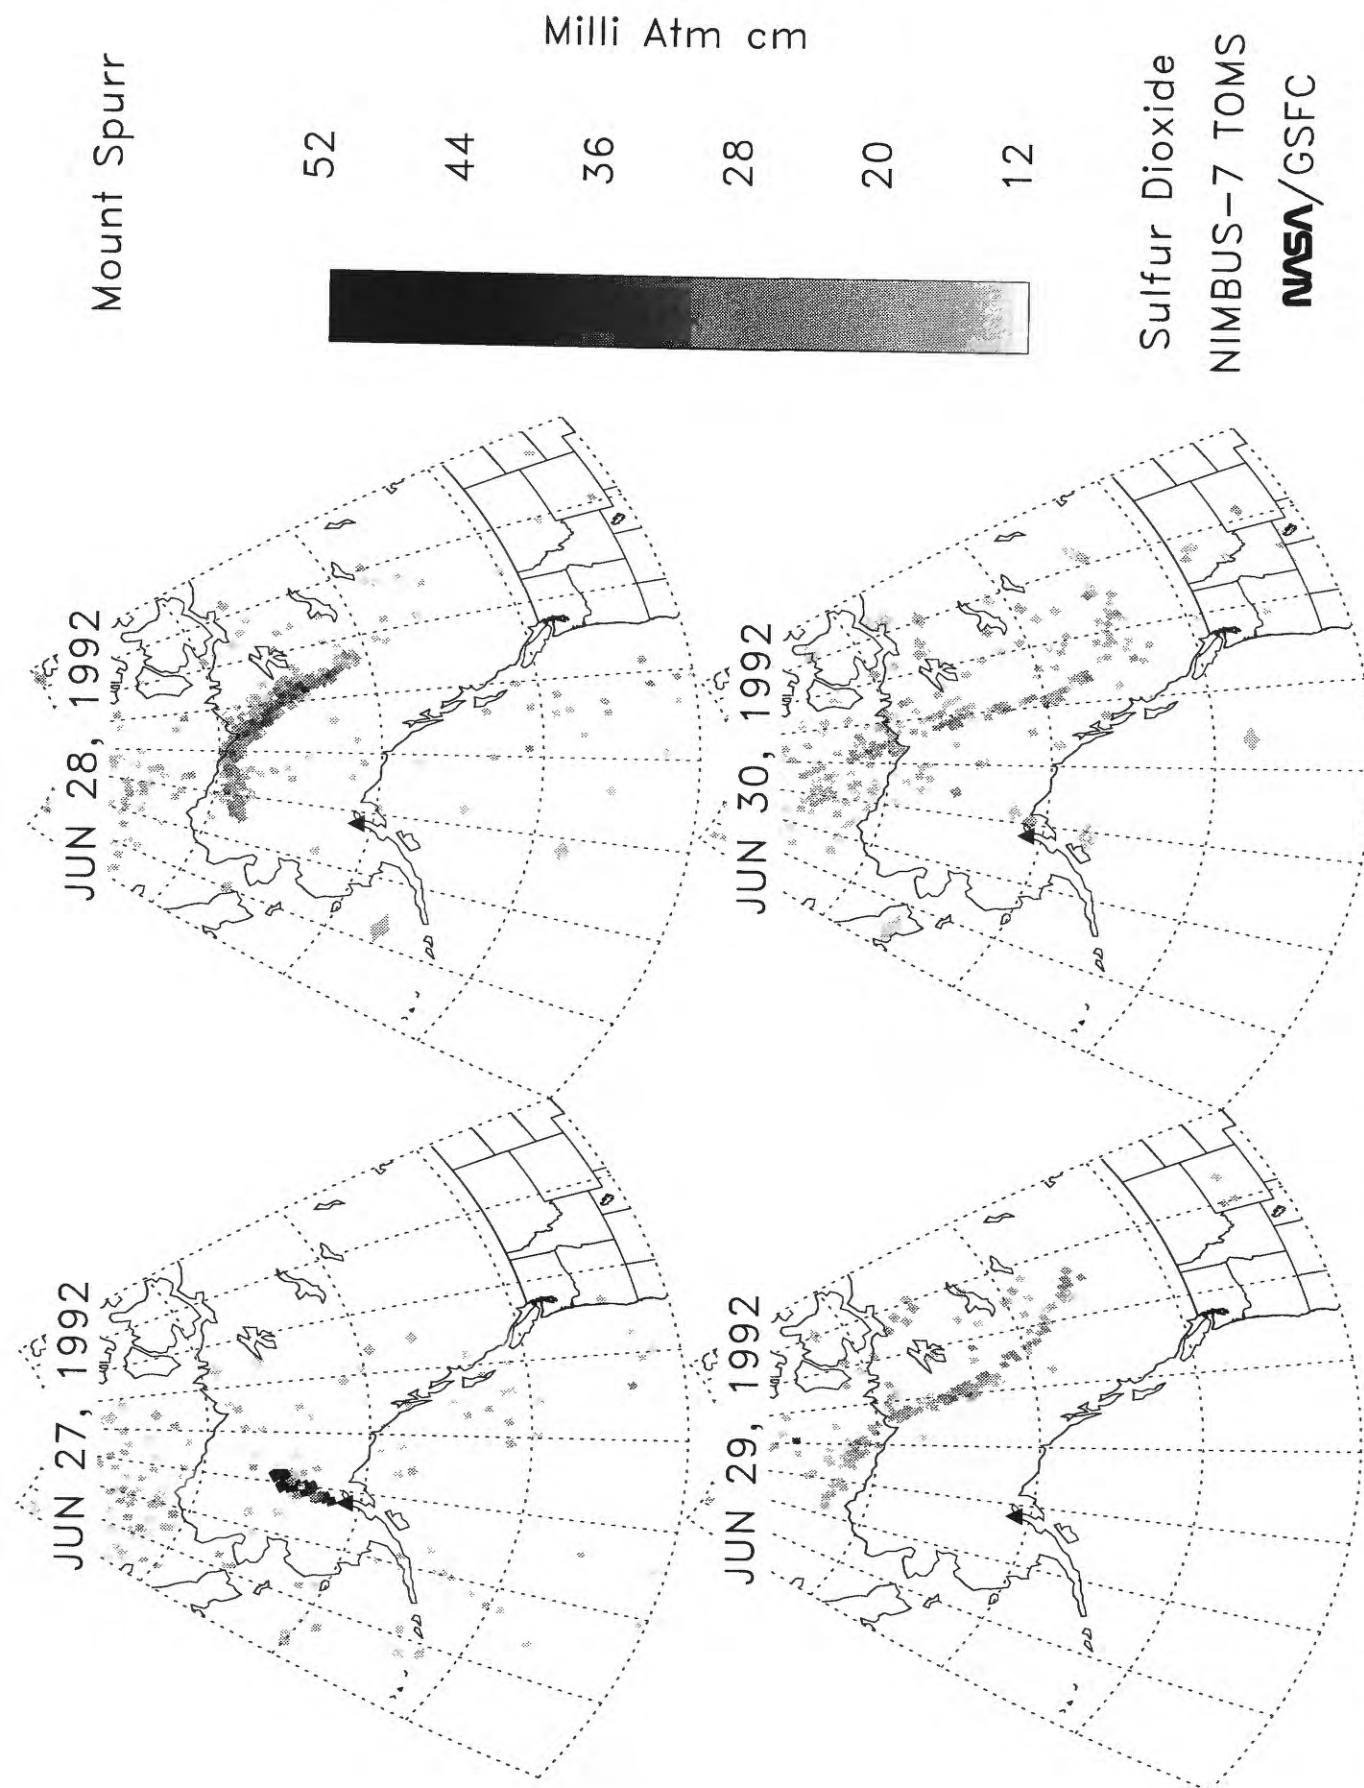 Mount Spurr
Milli Atm cm
52
44
36
28
20
12
Sulfur Dioxide
NIMBUS-7 TOMS
NASA/GSFC
JUN 27, 1992
JUN 28, 1992
JUN 29, 1992
JUN 30, 1992